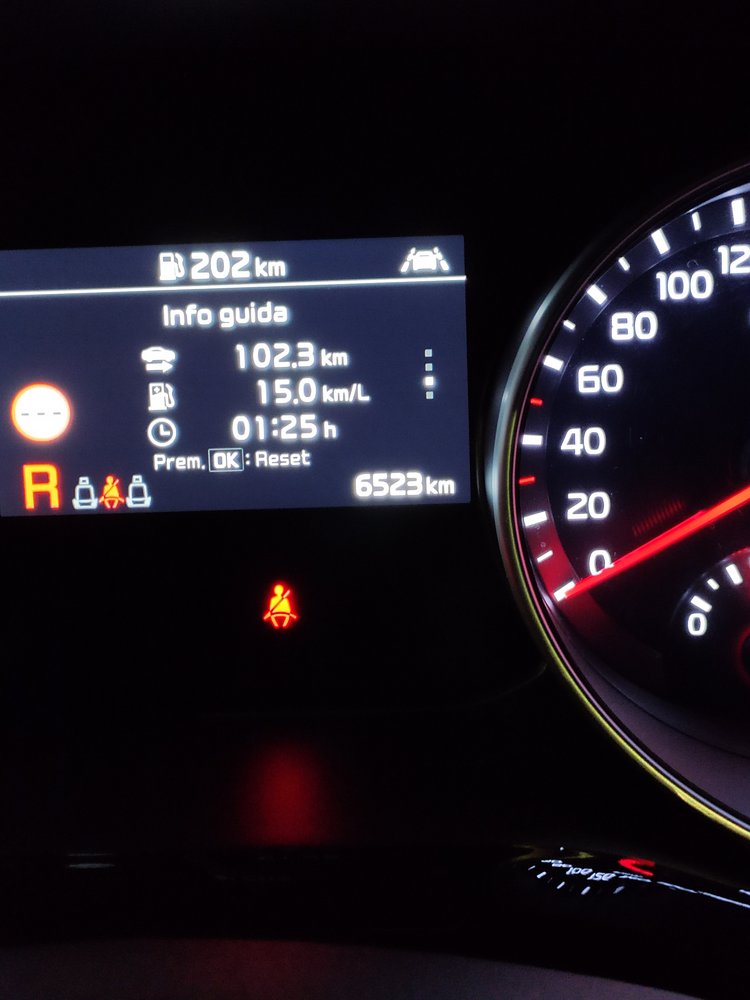 202 km
Info guida
102.3 km
15.0 km/L
01:25 h
Prem. OK : Reset
---
R
6523 km
100
80
60
40
20
0
0